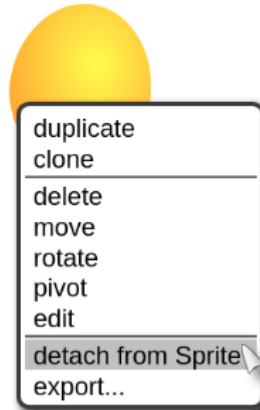 duplicate
clone
delete
move
rotate
pivot
edit
detach from Sprite
export...